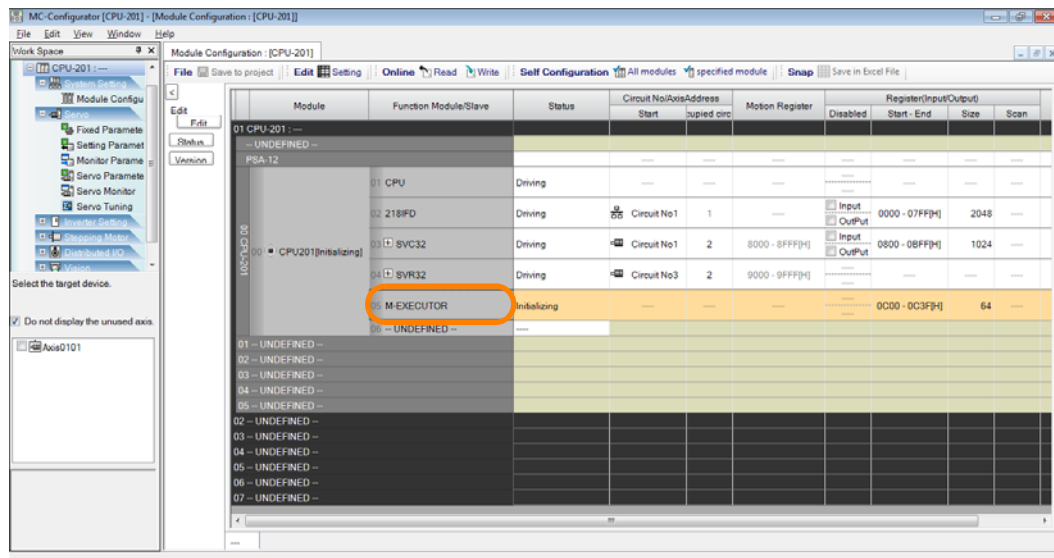 MC-Configurator [CPU-201] - [Module Configuration : [CPU-201]]
File Edit View Window Help
Work Space
Module Configuration : [CPU-201]
CPU-201 : ---
System Setting
Module Configu
Servo
Fixed Paramete
Setting Paramet
Monitor Parame
Servo Paramete
Servo Monitor
Servo Tuning
Inverter Setting
Stepping Motor
Distributed I/O
Vision
Select the target device.
Do not display the unused axis.
Axis0101
File Save to project Edit Setting Online Read Write Self Configuration All modules specified module Snap Save in Excel File
<
Edit
Edit
Status
Version
Module Function Module/Slave Status Circuit No/AxisAddress Motion Register Register(Input/Output)
Start cupied circ Disabled Start - End Size Scan
01 CPU-201 : ---
-- UNDEFINED --
PSA-12 ---- ---- ---- ---- ---- ---- ----
00 CPU-201
00 CPU201[Initializing]
01 CPU Driving ---- ---- ---- ---- ---- ---- ----
02 218IFD Driving Circuit No1 1 ---- Input OutPut 0000 - 07FF[H] 2048 ----
03 SVC32 Driving Circuit No1 2 8000 - 8FFF[H] Input OutPut 0800 - 0BFF[H] 1024 ----
04 SVR32 Driving Circuit No3 2 9000 - 9FFF[H] ---- ---- ---- ----
05 M-EXECUTOR Initializing ---- ---- ---- ---- 0C00 - 0C3F[H] 64 ----
06 -- UNDEFINED -- ----
01 -- UNDEFINED --
02 -- UNDEFINED --
03 -- UNDEFINED --
04 -- UNDEFINED --
05 -- UNDEFINED --
02 -- UNDEFINED --
03 -- UNDEFINED --
04 -- UNDEFINED --
05 -- UNDEFINED --
06 -- UNDEFINED --
07 -- UNDEFINED --
---